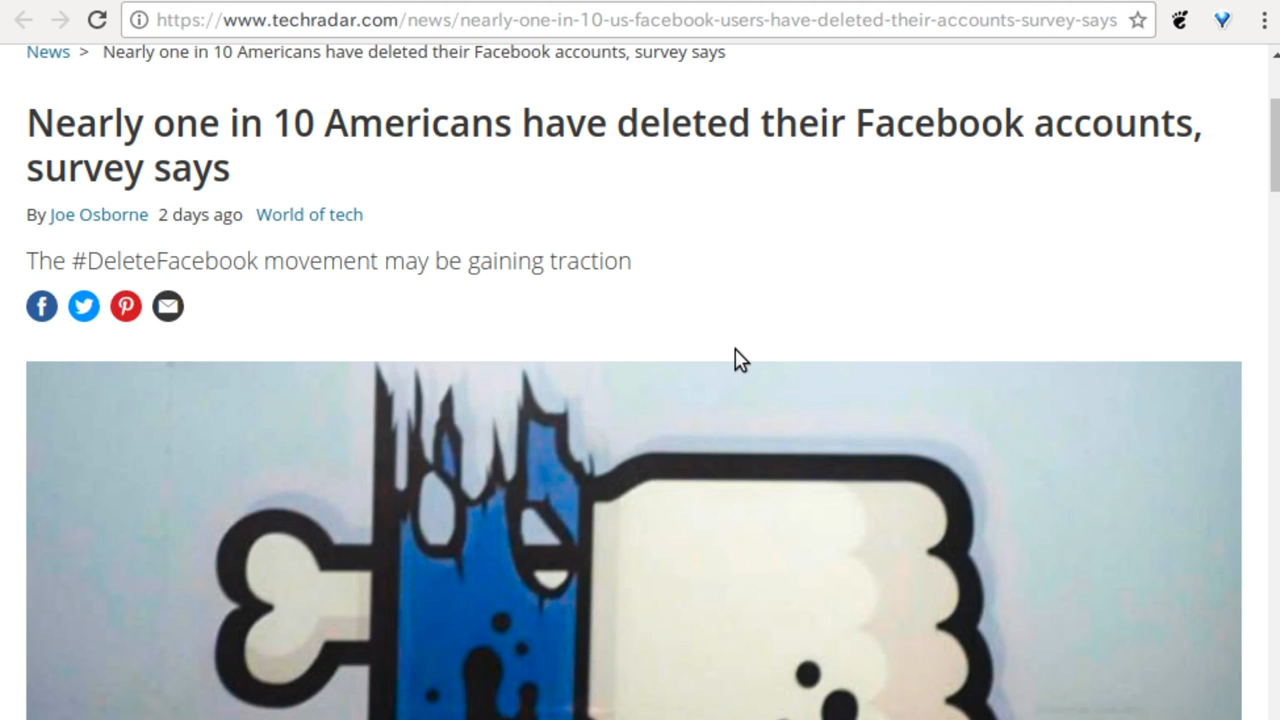 https://www.techradar.com/news/nearly-one-in-10-us-facebook-users-have-deleted-their-accounts-survey-says
News > Nearly one in 10 Americans have deleted their Facebook accounts, survey says
Nearly one in 10 Americans have deleted their Facebook accounts,
survey says
By Joe Osborne 2 days ago World of tech
The #DeleteFacebook movement may be gaining traction